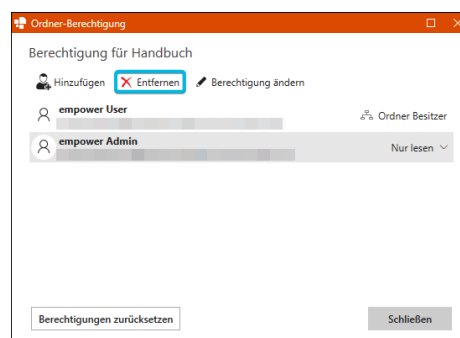 Ordner-Berechtigung
Berechtigung für Handbuch
Hinzufügen Entfernen Berechtigung ändern
empower User
Ordner Besitzer
empower Admin
Nur lesen
Berechtigungen zurücksetzen Schließen